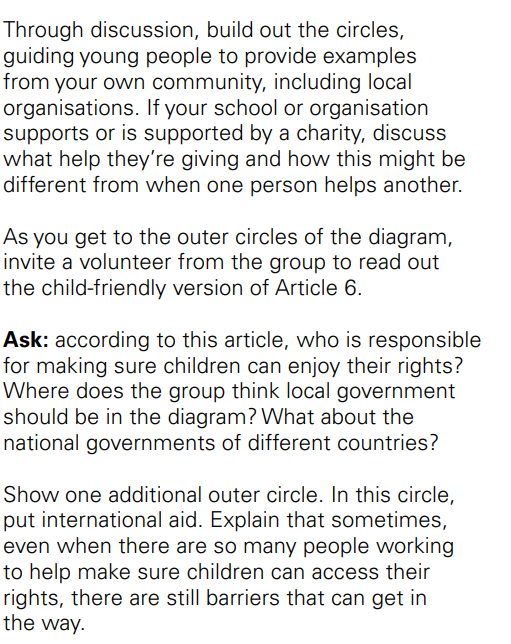 Through discussion, build out the circles,
guiding young people to provide examples
from your own community, including local
organisations. If your school or organisation
supports or is supported by a charity, discuss
what help they’re giving and how this might be
different from when one person helps another.
As you get to the outer circles of the diagram,
invite a volunteer from the group to read out
the child-friendly version of Article 6.
Ask: according to this article, who is responsible
for making sure children can enjoy their rights?
Where does the group think local government
should be in the diagram? What about the
national governments of different countries?
Show one additional outer circle. In this circle,
put international aid. Explain that sometimes,
even when there are so many people working
to help make sure children can access their
rights, there are still barriers that can get in
the way.